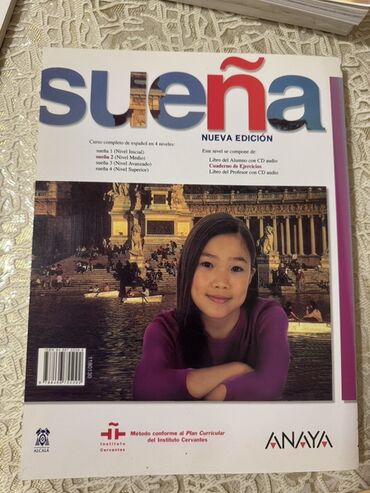 sueña
NUEVA EDICIÓN
Curso completo de español en 4 niveles:
sueña 1 (Nivel Inicial)
sueña 2 (Nivel Medio)
sueña 3 (Nivel Avanzado)
sueña 4 (Nivel Superior)
Este nivel se compone de:
Libro del Alumno con CD audio
Cuaderno de Ejercicios
Libro del Profesor con CD audio
1180130
ALCALÁ
Instituto
Cervantes
Método conforme al Plan Curricular
del Instituto Cervantes
ANAYA